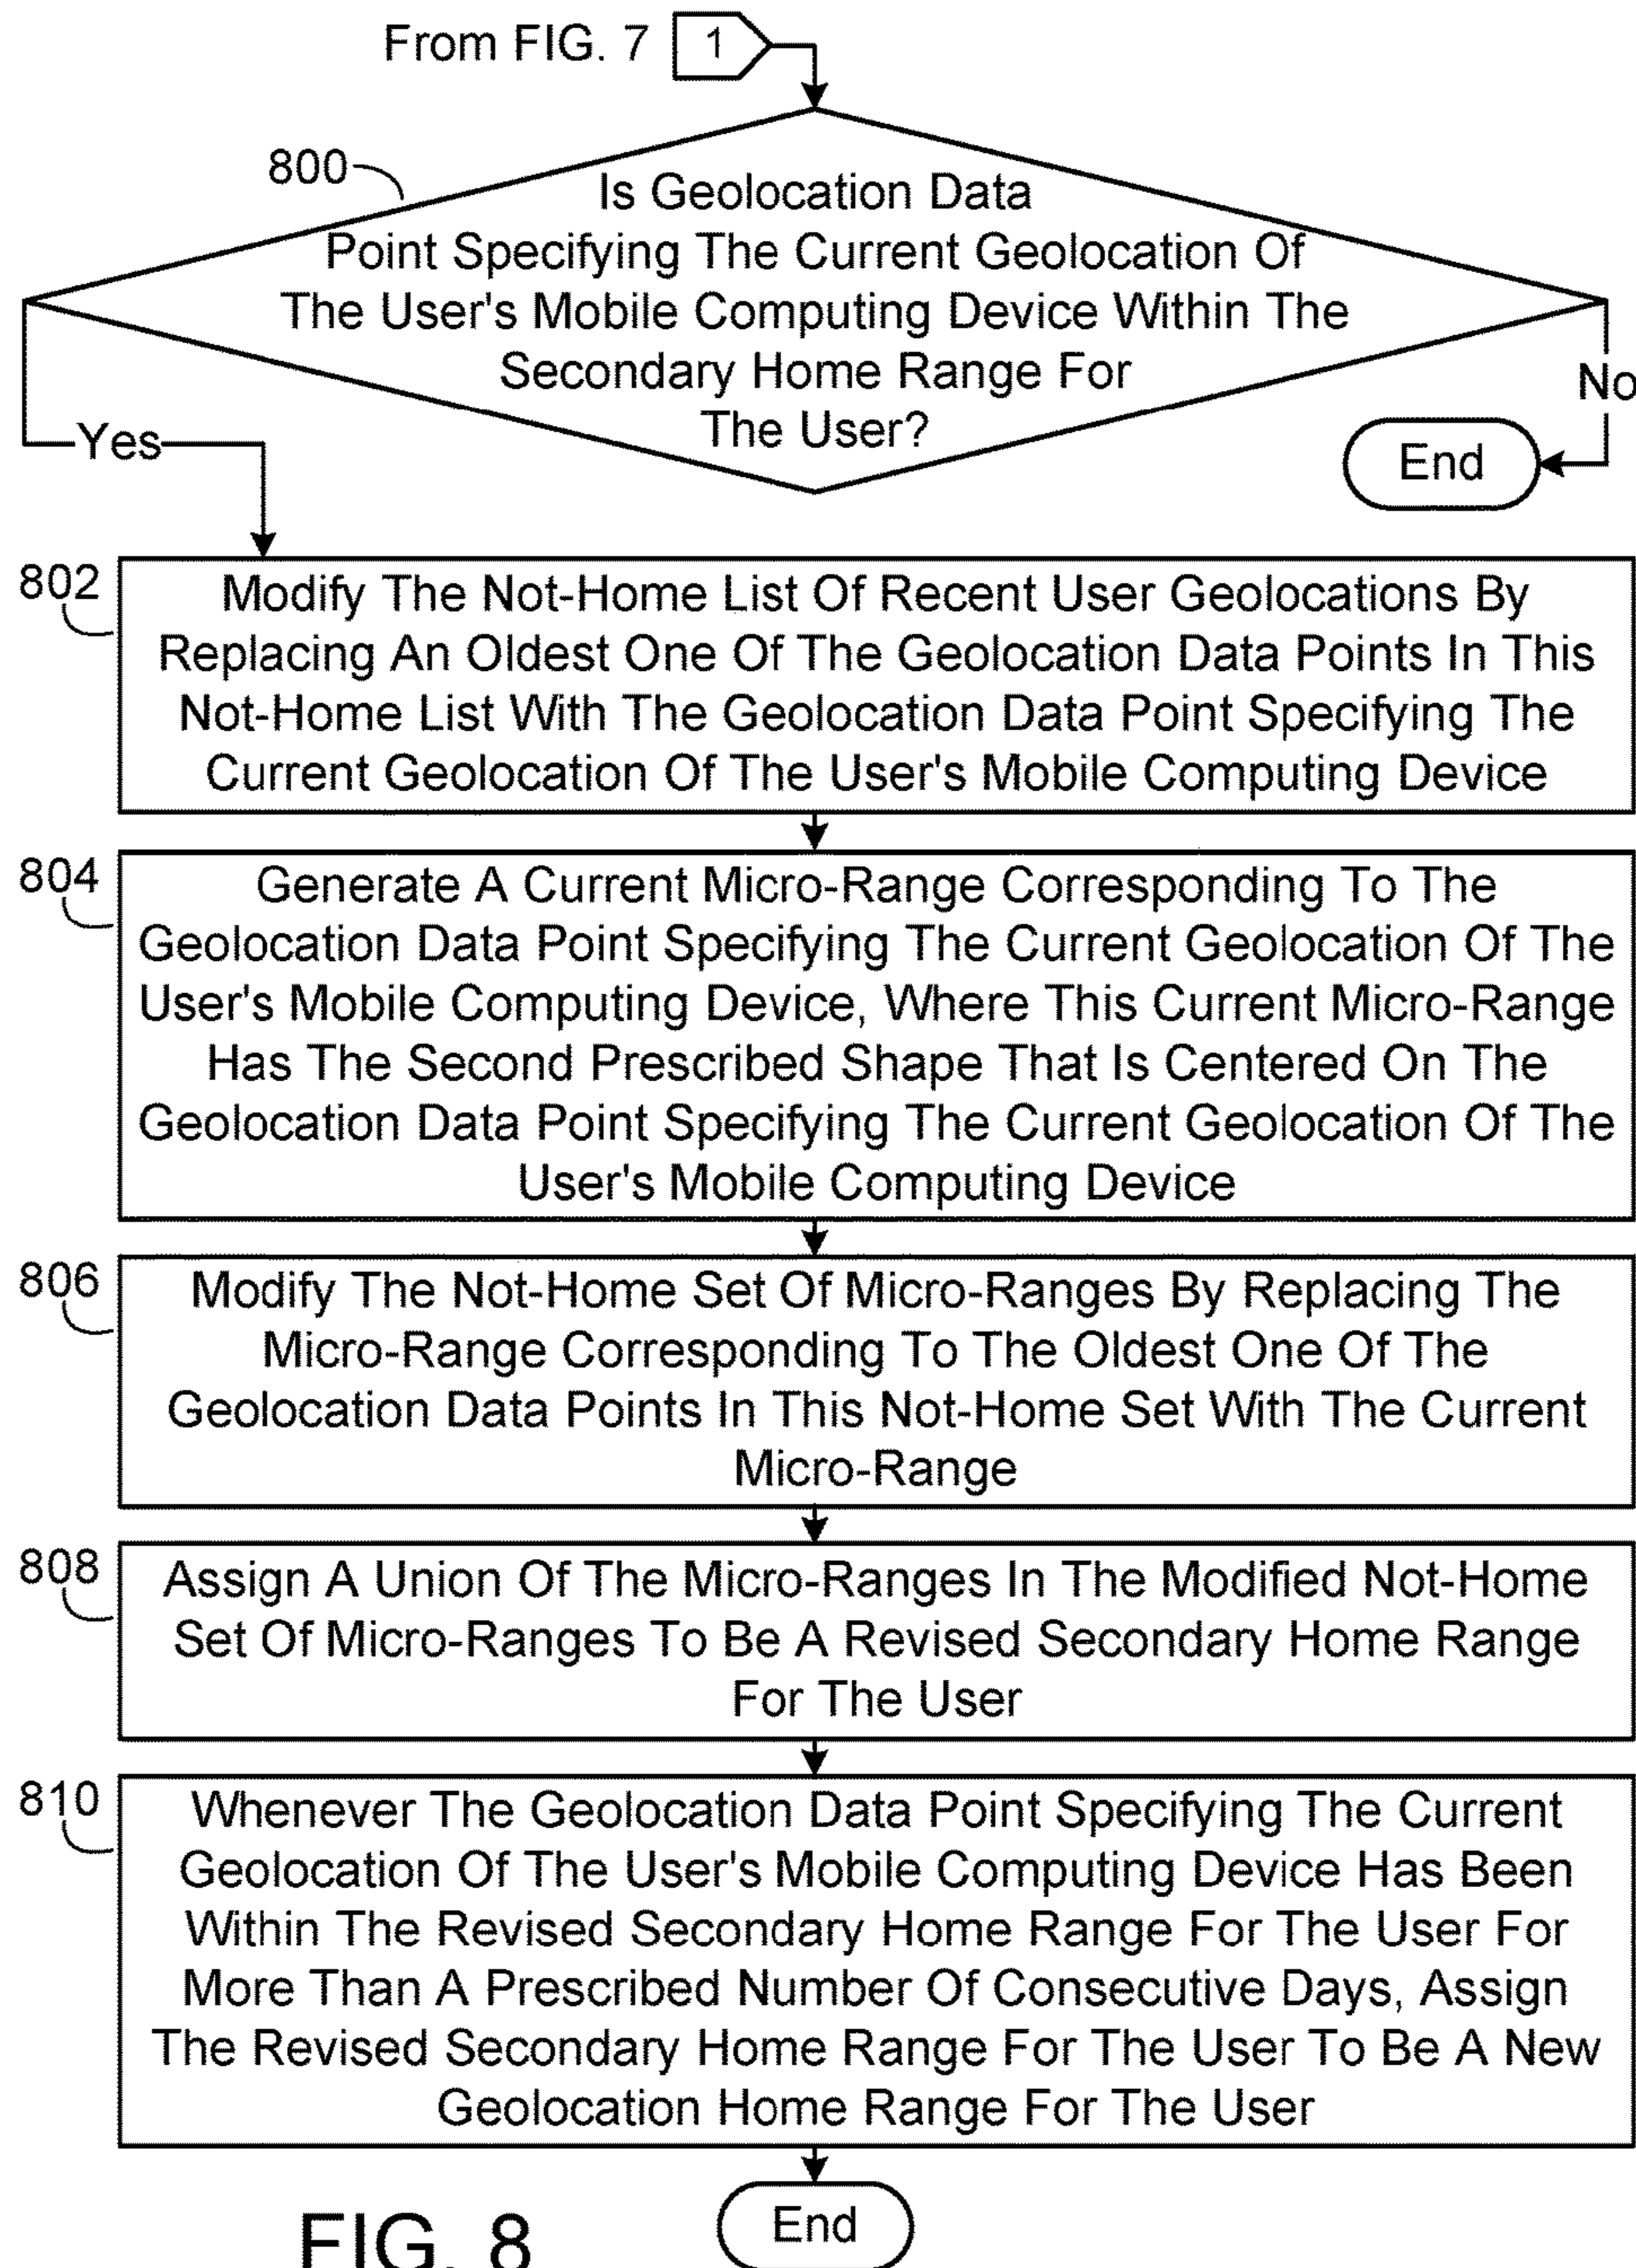 From FIG. 7
1
800
Is Geolocation Data
Point Specifying The Current Geolocation Of
The User's Mobile Computing Device Within The
Secondary Home Range For
The User?
No
Yes
End
802
Modify The Not-Home List Of Recent User Geolocations By
Replacing An Oldest One Of The Geolocation Data Points In This
Not-Home List With The Geolocation Data Point Specifying The
Current Geolocation Of The User's Mobile Computing Device
804
Generate A Current Micro-Range Corresponding To The
Geolocation Data Point Specifying The Current Geolocation Of The
User's Mobile Computing Device, Where This Current Micro-Range
Has The Second Prescribed Shape That Is Centered On The
Geolocation Data Point Specifying The Current Geolocation Of The
User's Mobile Computing Device
806
Modify The Not-Home Set Of Micro-Ranges By Replacing The
Micro-Range Corresponding To The Oldest One Of The
Geolocation Data Points In This Not-Home Set With The Current
Micro-Range
808
Assign A Union Of The Micro-Ranges In The Modified Not-Home
Set Of Micro-Ranges To Be A Revised Secondary Home Range
For The User
810
Whenever The Geolocation Data Point Specifying The Current
Geolocation Of The User's Mobile Computing Device Has Been
Within The Revised Secondary Home Range For The User For
More Than A Prescribed Number Of Consecutive Days, Assign
The Revised Secondary Home Range For The User To Be A New
Geolocation Home Range For The User
End
FIG. 8